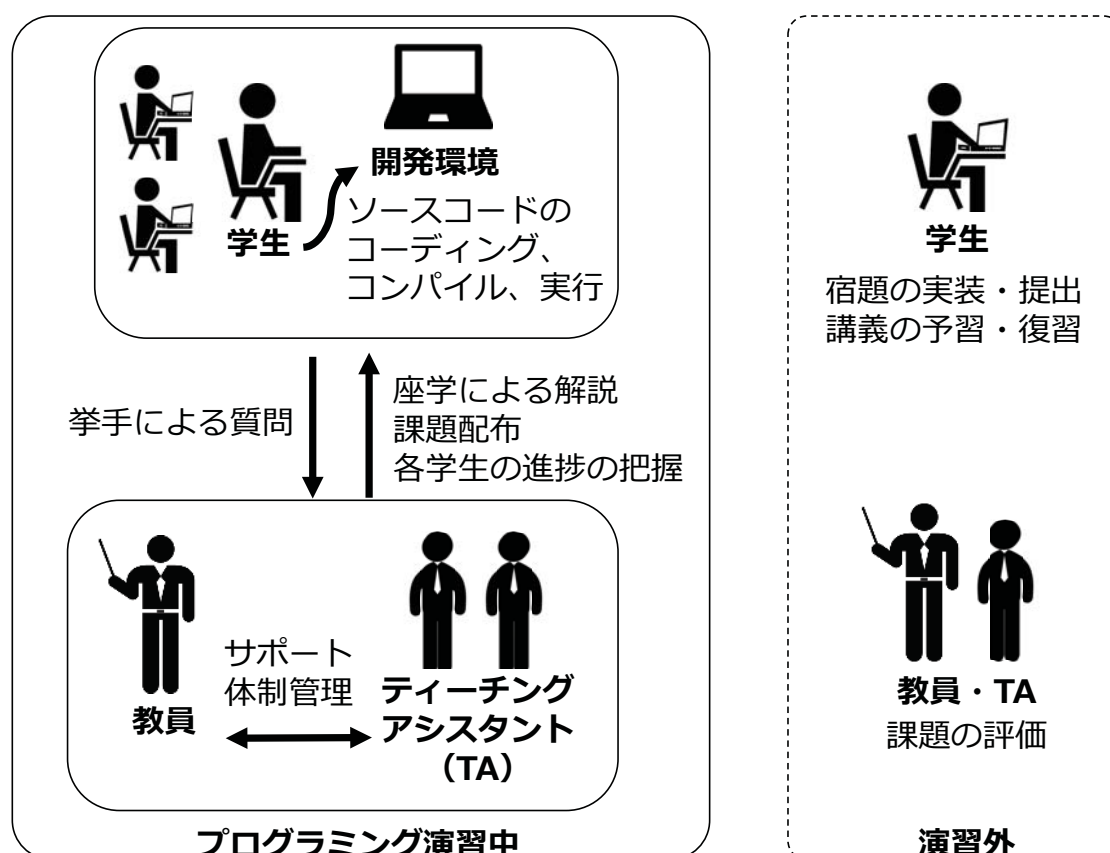 開発環境
ソースコードの
コーディング、
コンパイル、実行
学生
挙手による質問
座学による解説
課題配布
各学生の進捗の把握
サポート
体制管理
教員
ティーチング
アシスタント
（TA）
プログラミング演習中
学生
宿題の実装・提出
講義の予習・復習
教員・TA
課題の評価
演習外